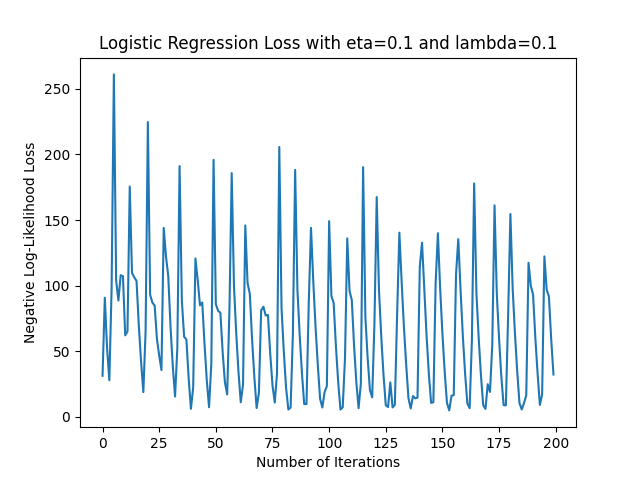 Logistic Regression Loss with eta=0.1 and lambda=0.1
Negative Log-Likelihood Loss
250
200
150
100
50
0
0 25 50 75 100 125 150 175 200
Number of Iterations